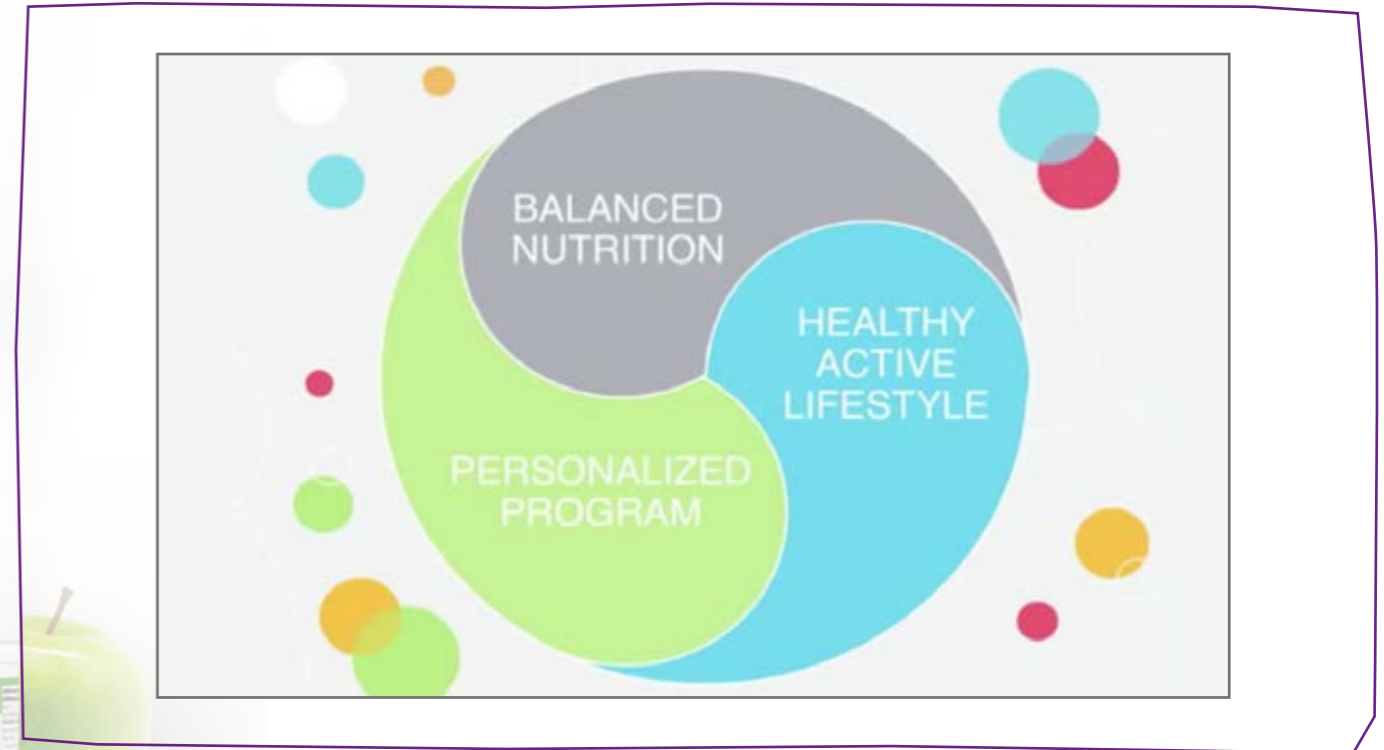 BALANCED
NUTRITION
HEALTHY
ACTIVE
LIFESTYLE
PERSONALIZED
PROGRAM